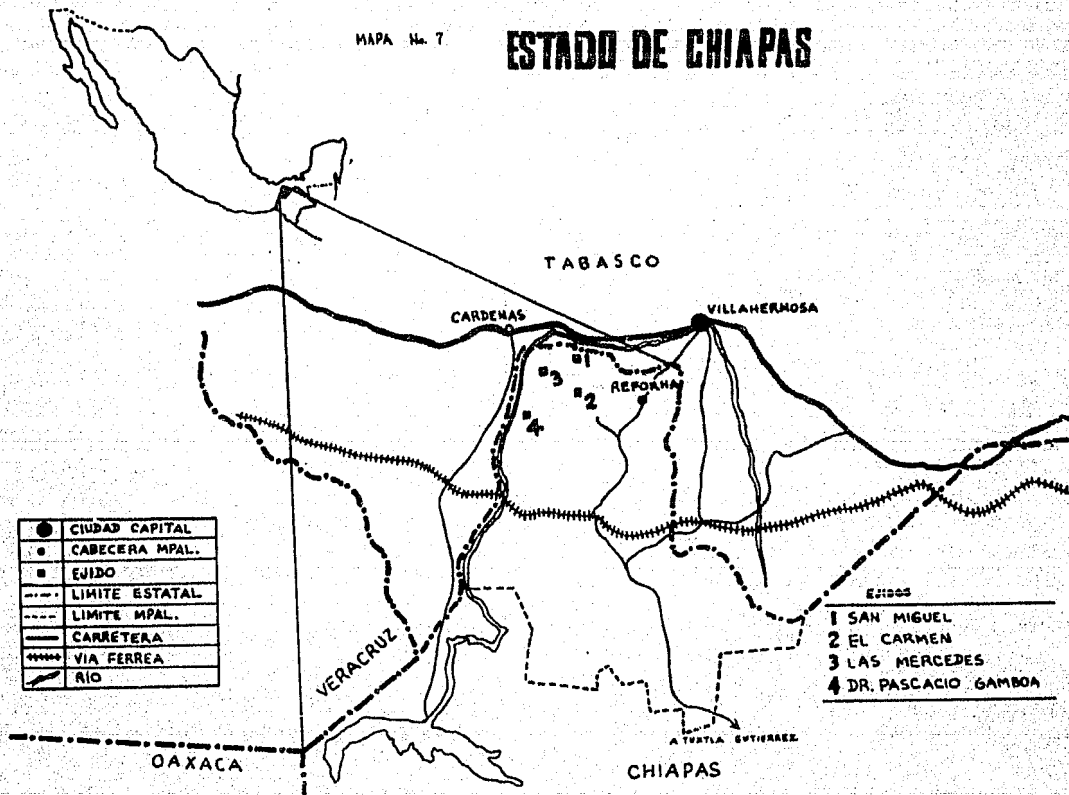 MAPA No. 7
ESTADO DE CHIAPAS
TABASCO
CARDENAS
VILLAHERMOSA
1
3
REFORMA
2
4
CIUDAD CAPITAL
CABECERA MPAL.
EJIDO
LIMITE ESTATAL
LIMITE MPAL.
CARRETERA
VIA FERREA
RIO
EJIDOS
1 SAN MIGUEL
2 EL CARMEN
3 LAS MERCEDES
4 DR. PASCACIO GAMBOA
VERACRUZ
A TUXTLA GUTIERREZ
OAXACA
CHIAPAS